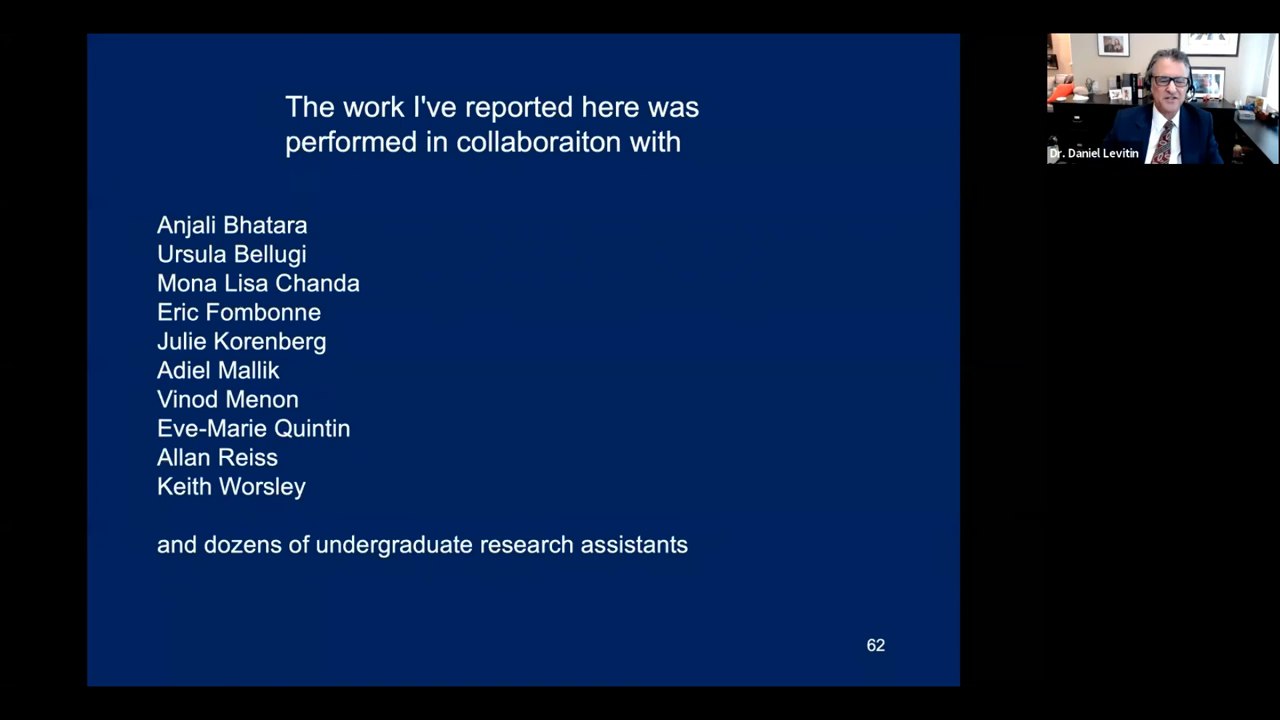 The work I've reported here was
performed in collaboraiton with
Anjali Bhatara
Ursula Bellugi
Mona Lisa Chanda
Eric Fombonne
Julie Korenberg
Adiel Mallik
Vinod Menon
Eve-Marie Quintin
Allan Reiss
Keith Worsley
and dozens of undergraduate research assistants
62
Dr. Daniel Levitin